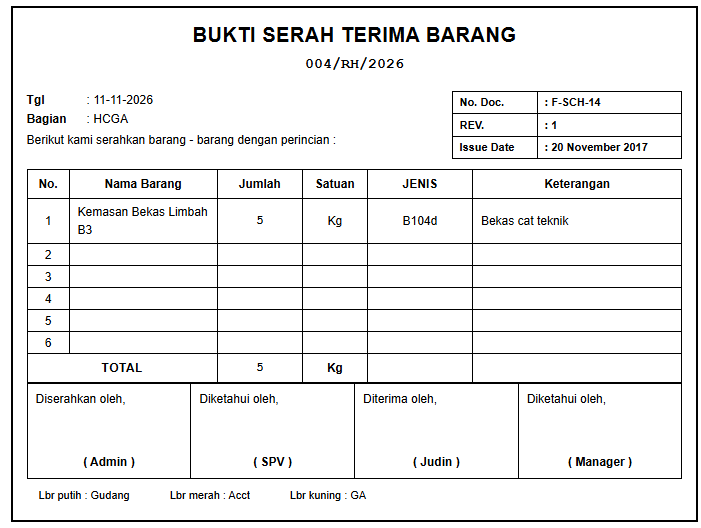 BUKTI SERAH TERIMA BARANG
004/RH/2026
Tgl : 11-11-2026
Bagian : HCGA
Berikut kami serahkan barang - barang dengan perincian :
No. Doc. : F-SCH-14
REV. : 1
Issue Date : 20 November 2017
No. Nama Barang Jumlah Satuan JENIS Keterangan
1 Kemasan Bekas Limbah B3 5 Kg B104d Bekas cat teknik
2
3
4
5
6
TOTAL 5 Kg
Diserahkan oleh, Diketahui oleh, Diterima oleh, Diketahui oleh,
( Admin ) ( SPV ) ( Judin ) ( Manager )
Lbr putih : Gudang Lbr merah : Acct Lbr kuning : GA